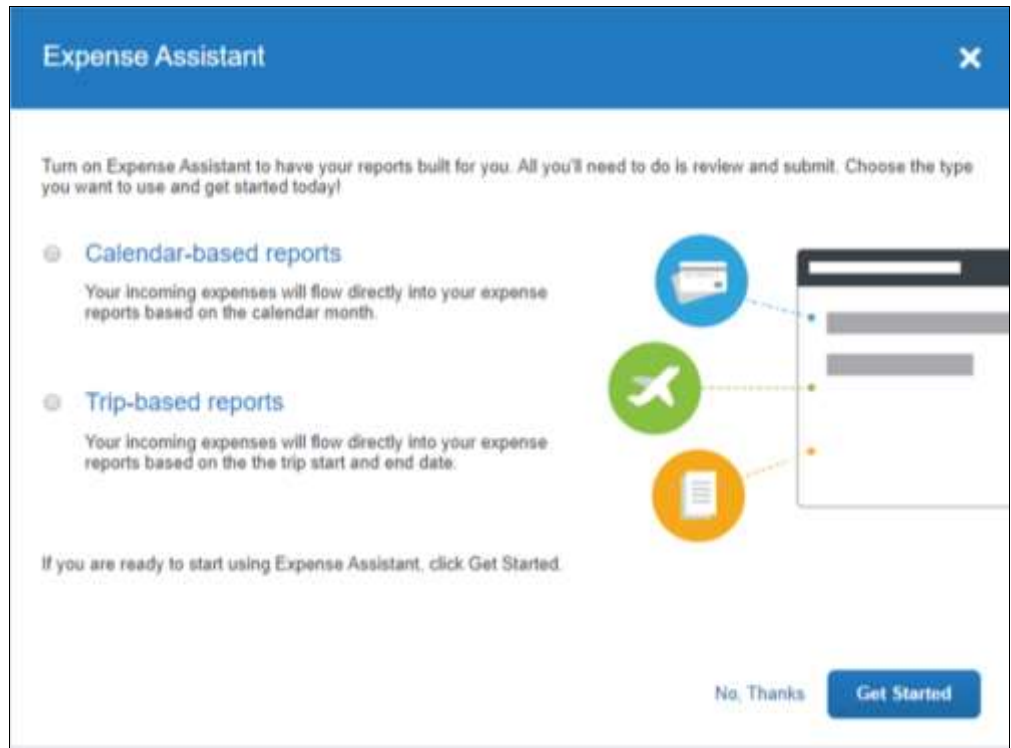 Expense Assistant
Turn on Expense Assistant to have your reports built for you. All you'll need to do is review and submit. Choose the type
you want to use and get started today!
Calendar-based reports
Your incoming expenses will flow directly into your expense
reports based on the calendar month.
Trip-based reports
Your incoming expenses will flow directly into your expense
reports based on the the trip start and end date.
If you are ready to start using Expense Assistant, click Get Started.
No, Thanks
Get Started